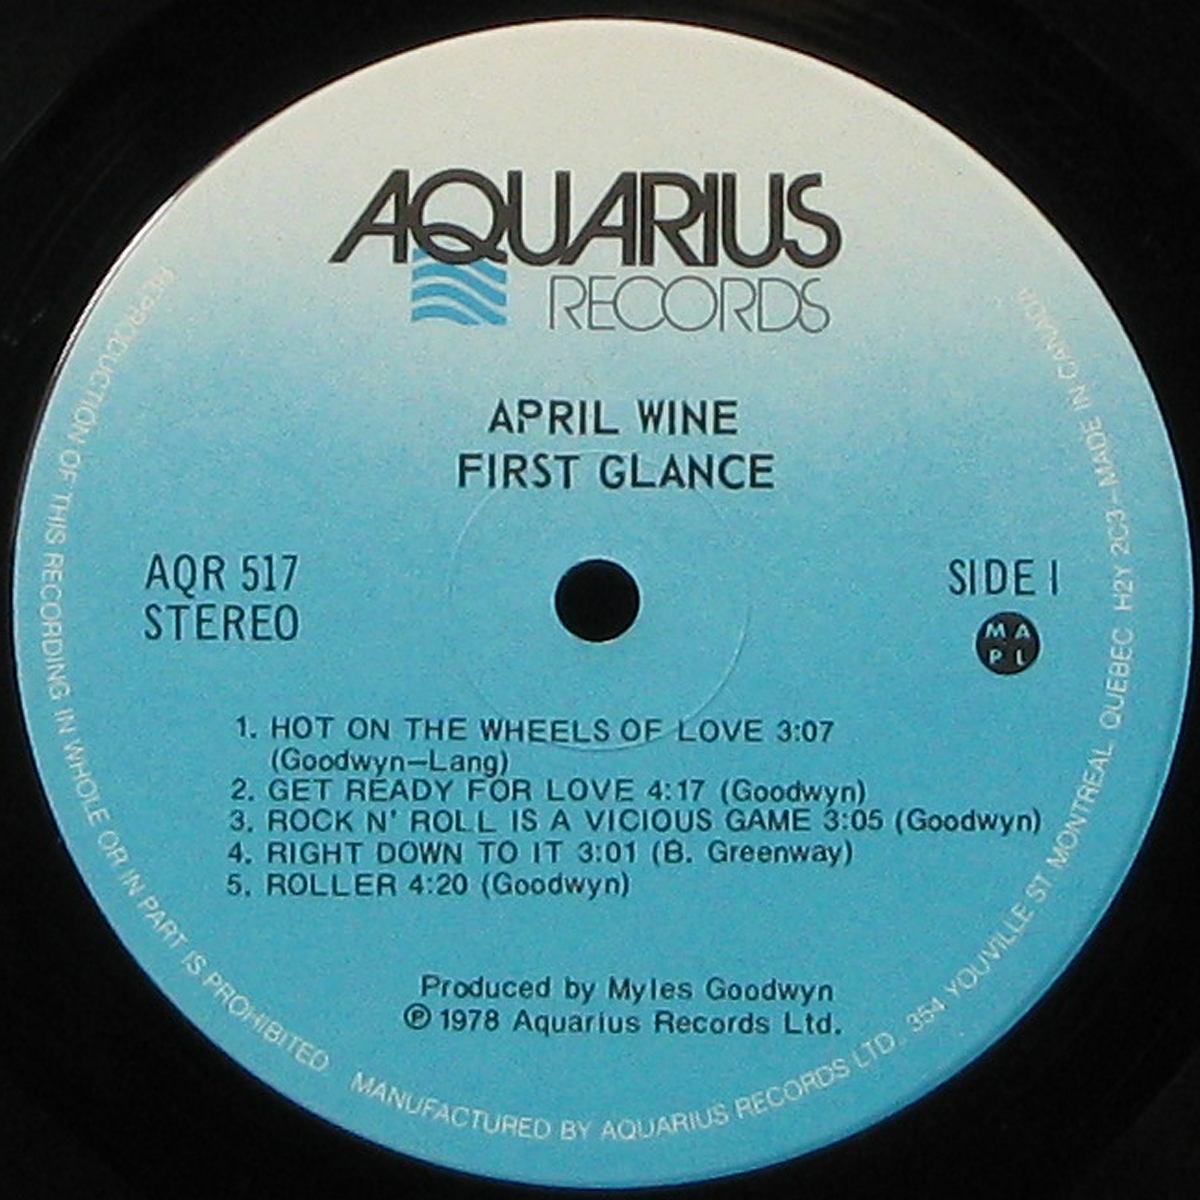 AQUARIUS
RECORDS
APRIL WINE
FIRST GLANCE
AQR 517
STEREO
SIDE 1
M A
P L
1. HOT ON THE WHEELS OF LOVE 3:07
(Goodwyn–Lang)
2. GET READY FOR LOVE 4:17 (Goodwyn)
3. ROCK N' ROLL IS A VICIOUS GAME 3:05 (Goodwyn)
4. RIGHT DOWN TO IT 3:01 (B. Greenway)
5. ROLLER 4:20 (Goodwyn)
Produced by Myles Goodwyn
℗ 1978 Aquarius Records Ltd.
REPRODUCTION OF THIS RECORDING IN WHOLE OR IN PART IS PROHIBITED MANUFACTURED BY AQUARIUS RECORDS LTD., 354 YOUVILLE ST MONTREAL QUEBEC H2Y 2C3–MADE IN CANADA